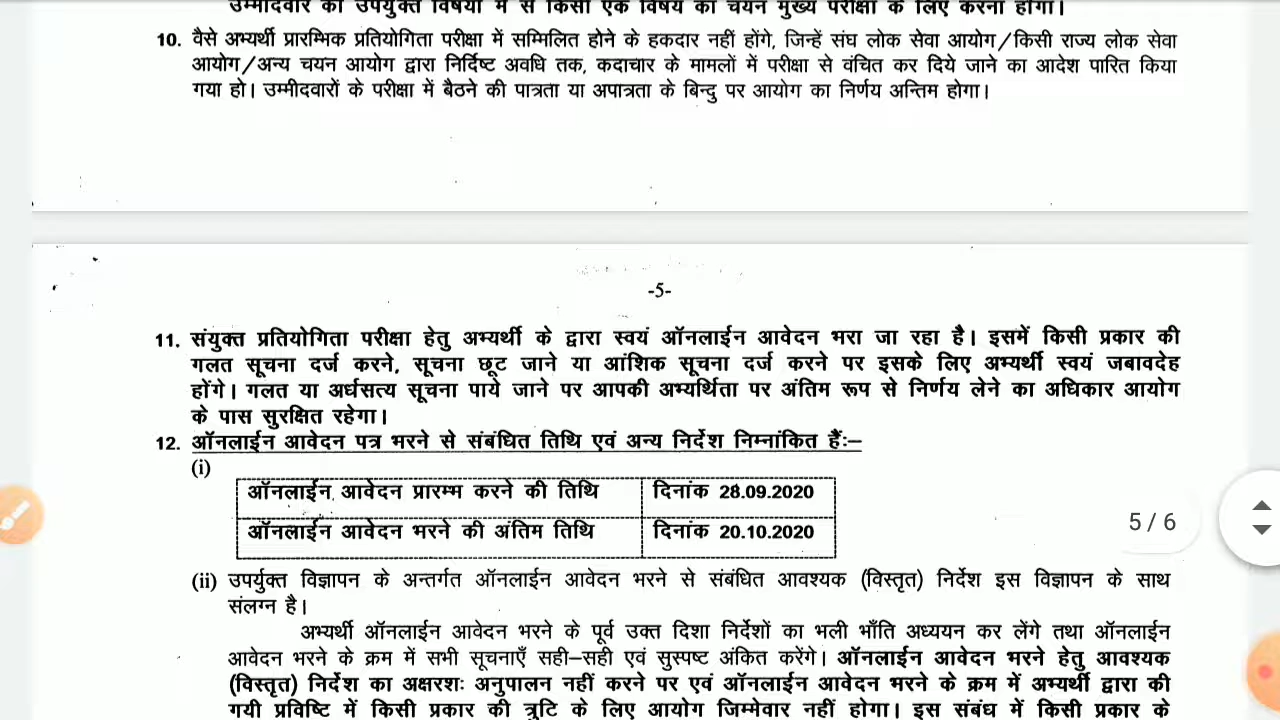 उम्मीदवार को उपर्युक्त विषयों में से किसी एक विषय का चयन मुख्य परीक्षा के लिए करना होगा।
10. वैसे अभ्यर्थी प्रारम्भिक प्रतियोगिता परीक्षा में सम्मिलित होने के हकदार नहीं होंगे, जिन्हें संघ लोक सेवा आयोग/किसी राज्य लोक सेवा
आयोग/अन्य चयन आयोग द्वारा निर्दिष्ट अवधि तक, कदाचार के मामलों में परीक्षा से वंचित कर दिये जाने का आदेश पारित किया
गया हो। उम्मीदवारों के परीक्षा में बैठने की पात्रता या अपात्रता के बिन्दु पर आयोग का निर्णय अन्तिम होगा।
-5-
11. संयुक्त प्रतियोगिता परीक्षा हेतु अभ्यर्थी के द्वारा स्वयं ऑनलाईन आवेदन भरा जा रहा है। इसमें किसी प्रकार की
गलत सूचना दर्ज करने, सूचना छूट जाने या आंशिक सूचना दर्ज करने पर इसके लिए अभ्यर्थी स्वयं जबावदेह
होंगे। गलत या अर्धसत्य सूचना पाये जाने पर आपकी अभ्यर्थिता पर अंतिम रूप से निर्णय लेने का अधिकार आयोग
के पास सुरक्षित रहेगा।
12. ऑनलाईन आवेदन पत्र भरने से संबंधित तिथि एवं अन्य निर्देश निम्नांकित हैं:–
(i)
ऑनलाईन आवेदन प्रारम्भ करने की तिथि दिनांक 28.09.2020
ऑनलाईन आवेदन भरने की अंतिम तिथि दिनांक 20.10.2020
5 / 6
(ii) उपर्युक्त विज्ञापन के अन्तर्गत ऑनलाईन आवेदन भरने से संबंधित आवश्यक (विस्तृत) निर्देश इस विज्ञापन के साथ
संलग्न है।
अभ्यर्थी ऑनलाईन आवेदन भरने के पूर्व उक्त दिशा निर्देशों का भली भाँति अध्ययन कर लेंगे तथा ऑनलाईन
आवेदन भरने के क्रम में सभी सूचनाएँ सही–सही एवं सुस्पष्ट अंकित करेंगे। ऑनलाईन आवेदन भरने हेतु आवश्यक
(विस्तृत) निर्देश का अक्षरशः अनुपालन नहीं करने पर एवं ऑनलाईन आवेदन भरने के क्रम में अभ्यर्थी द्वारा की
गयी प्रविष्टि में किसी प्रकार की त्रुटि के लिए आयोग जिम्मेवार नहीं होगा। इस संबंध में किसी प्रकार के